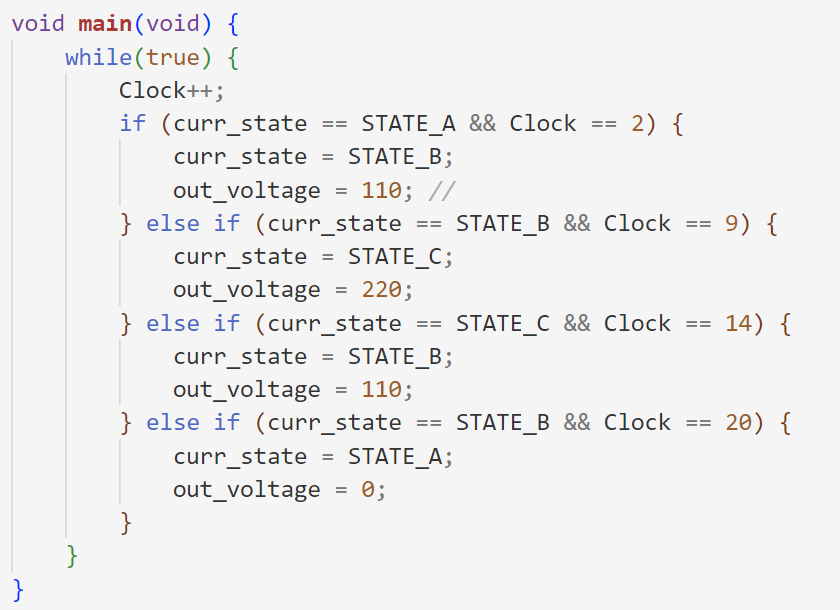 void main(void) {
    while(true) {
        Clock++;
        if (curr_state == STATE_A && Clock == 2) {
            curr_state = STATE_B;
            out_voltage = 110; //
        } else if (curr_state == STATE_B && Clock == 9) {
            curr_state = STATE_C;
            out_voltage = 220;
        } else if (curr_state == STATE_C && Clock == 14) {
            curr_state = STATE_B;
            out_voltage = 110;
        } else if (curr_state == STATE_B && Clock == 20) {
            curr_state = STATE_A;
            out_voltage = 0;
        }
    }
}